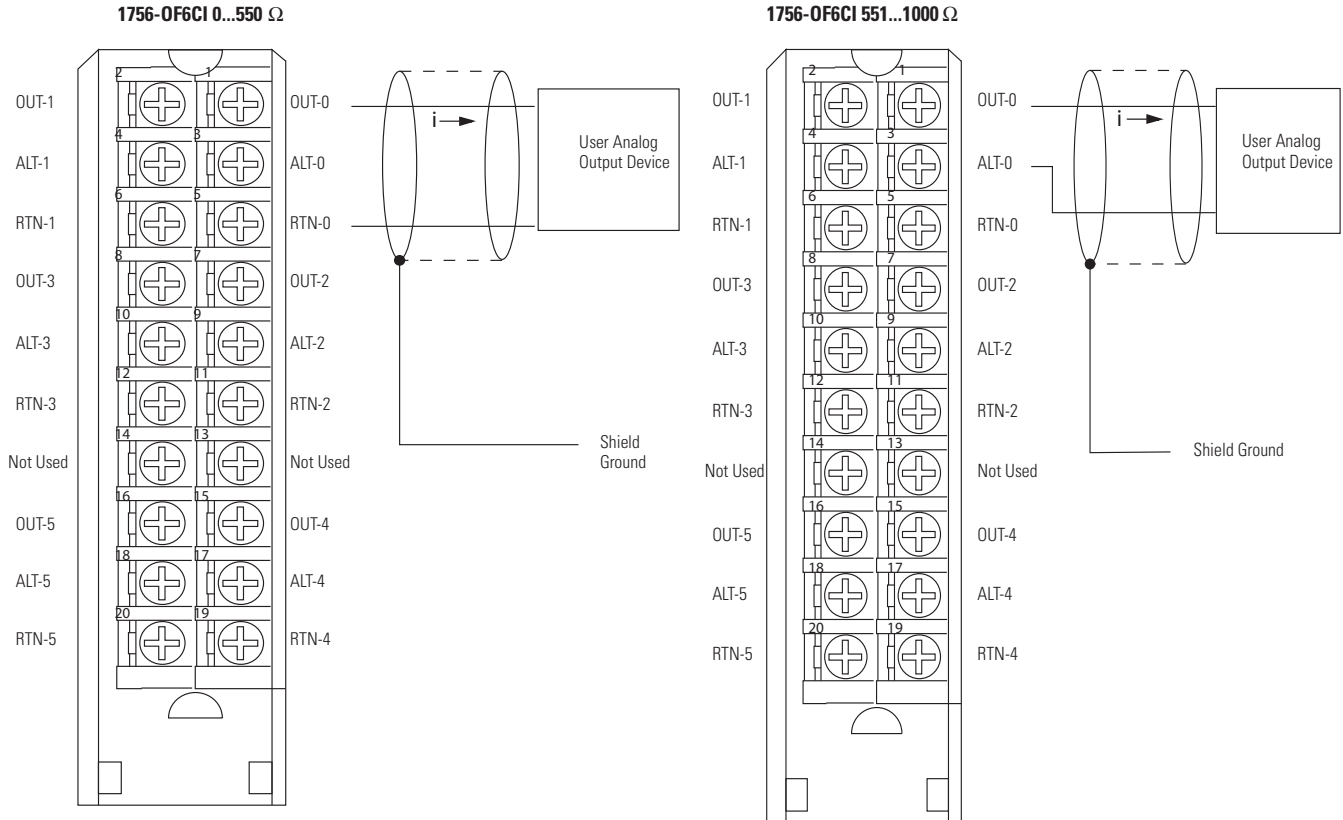 1756-OF6CI 0...550 Ω
2 1
OUT-1
OUT-0
4 3
ALT-1
ALT-0
6 5
RTN-1
RTN-0
8 7
OUT-3
OUT-2
10 9
ALT-3
ALT-2
12 11
RTN-3
RTN-2
14 13
Not Used
Not Used
16 15
OUT-5
OUT-4
18 17
ALT-5
ALT-4
20 19
RTN-5
RTN-4
i
User Analog
Output Device
Shield
Ground
1756-OF6CI 551...1000 Ω
2 1
OUT-1
OUT-0
4 3
ALT-1
ALT-0
6 5
RTN-1
RTN-0
8 7
OUT-3
OUT-2
10 9
ALT-3
ALT-2
12 11
RTN-3
RTN-2
14 13
Not Used
Not Used
16 15
OUT-5
OUT-4
18 17
ALT-5
ALT-4
20 19
RTN-5
RTN-4
i
User Analog
Output Device
Shield Ground